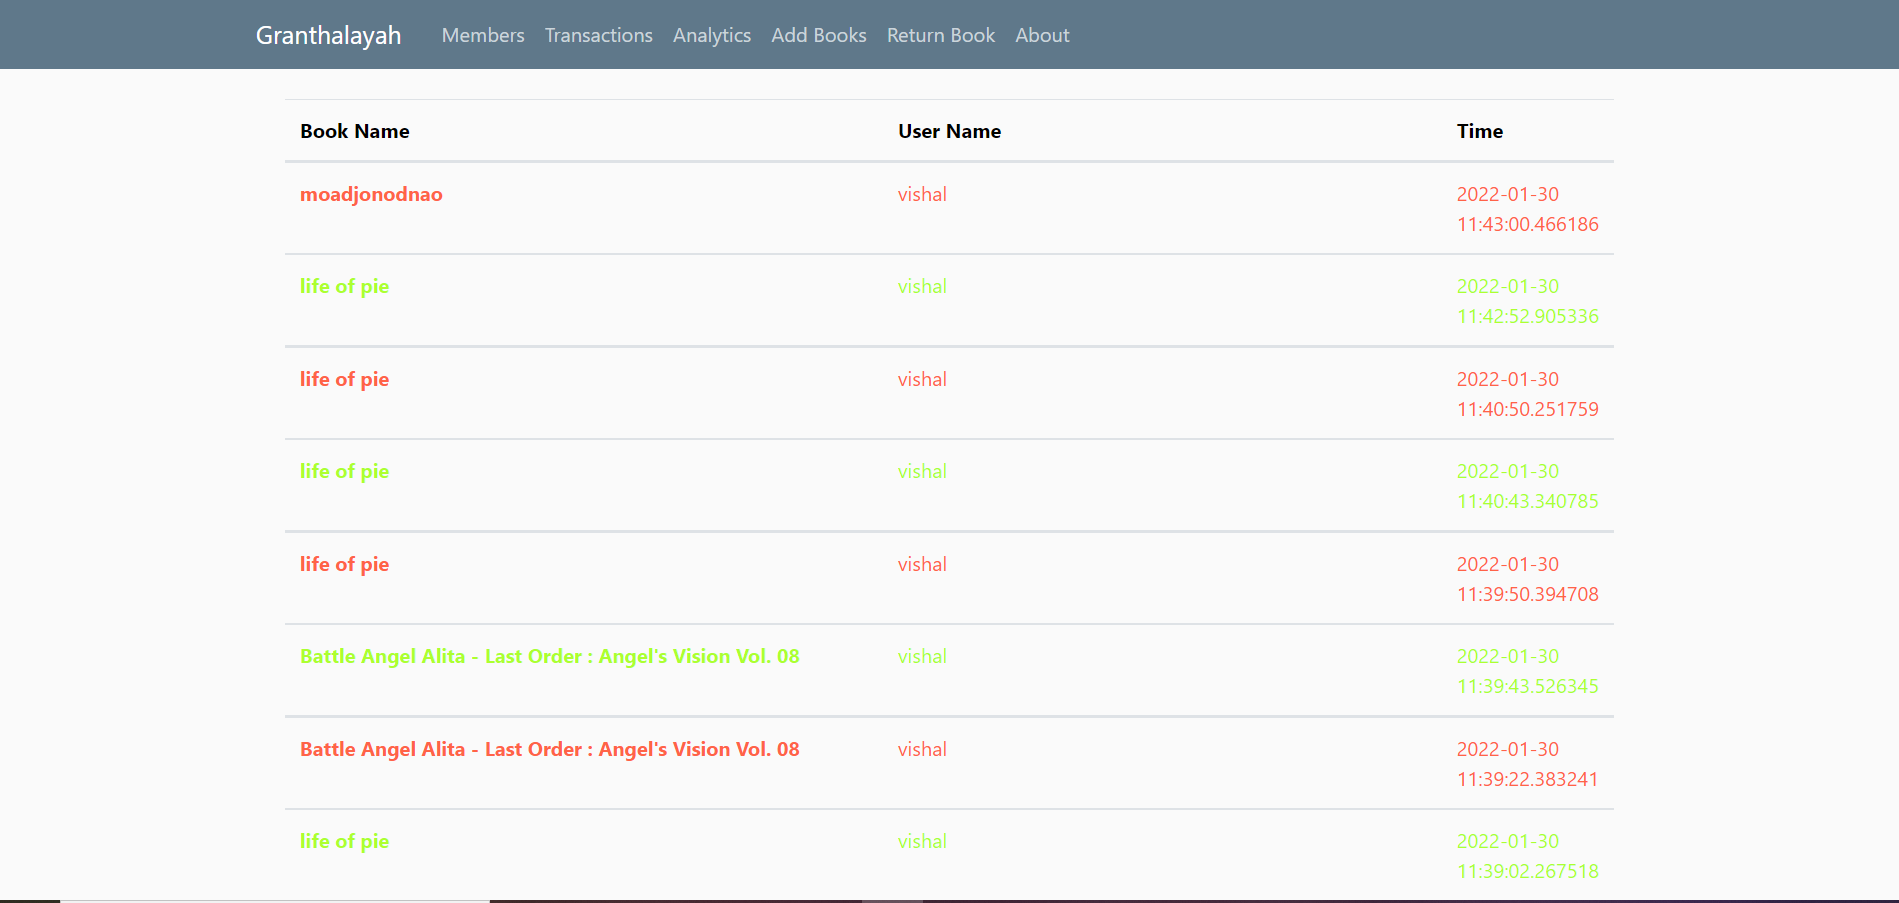 Granthalayah Members Transactions Analytics Add Books Return Book About
Book Name User Name Time
moadjonodnao vishal 2022-01-30
11:43:00.466186
life of pie vishal 2022-01-30
11:42:52.905336
life of pie vishal 2022-01-30
11:40:50.251759
life of pie vishal 2022-01-30
11:40:43.340785
life of pie vishal 2022-01-30
11:39:50.394708
Battle Angel Alita - Last Order : Angel's Vision Vol. 08 vishal 2022-01-30
11:39:43.526345
Battle Angel Alita - Last Order : Angel's Vision Vol. 08 vishal 2022-01-30
11:39:22.383241
life of pie vishal 2022-01-30
11:39:02.267518